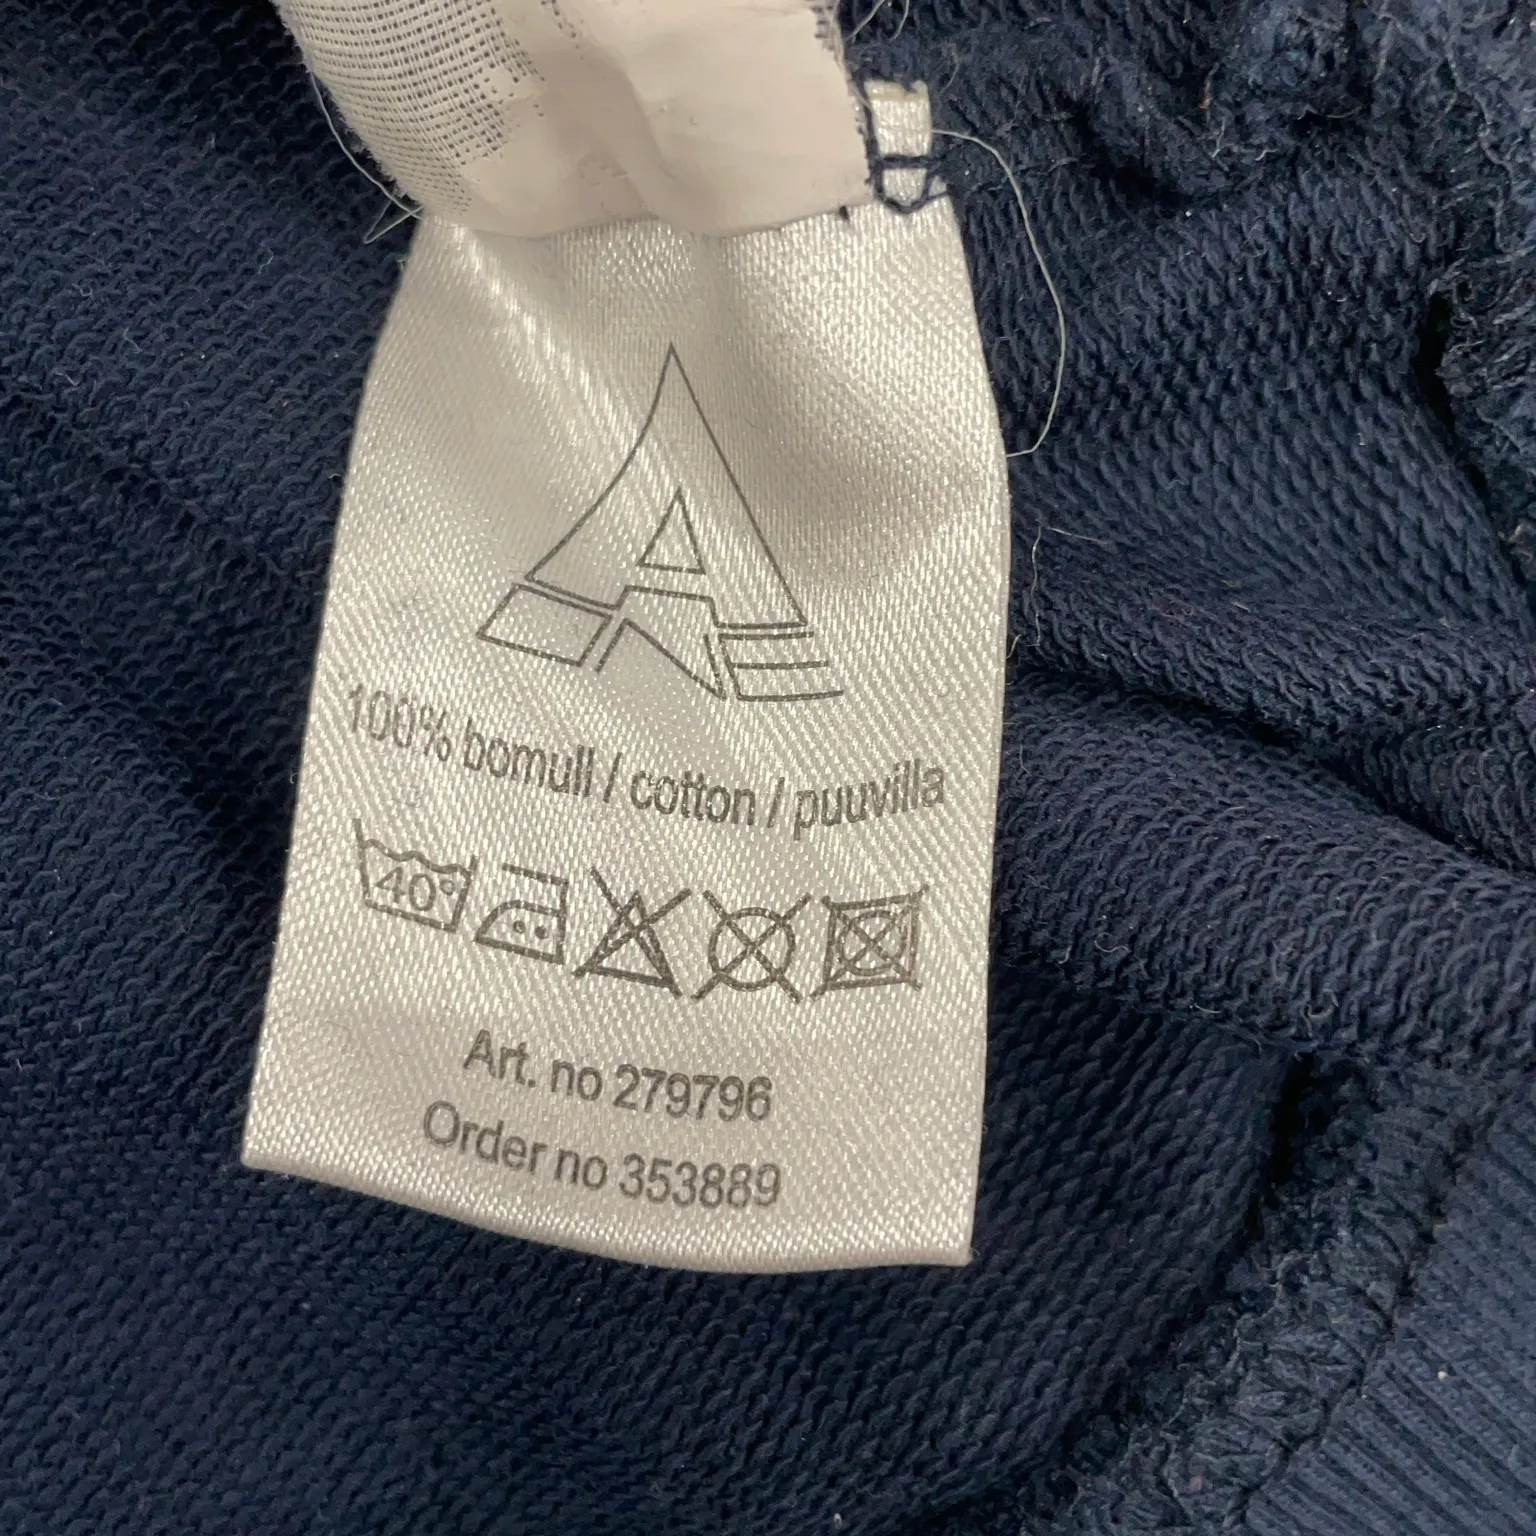 100% bomull / cotton / puuvilla
40°
Art. no 279796
Order no 353889